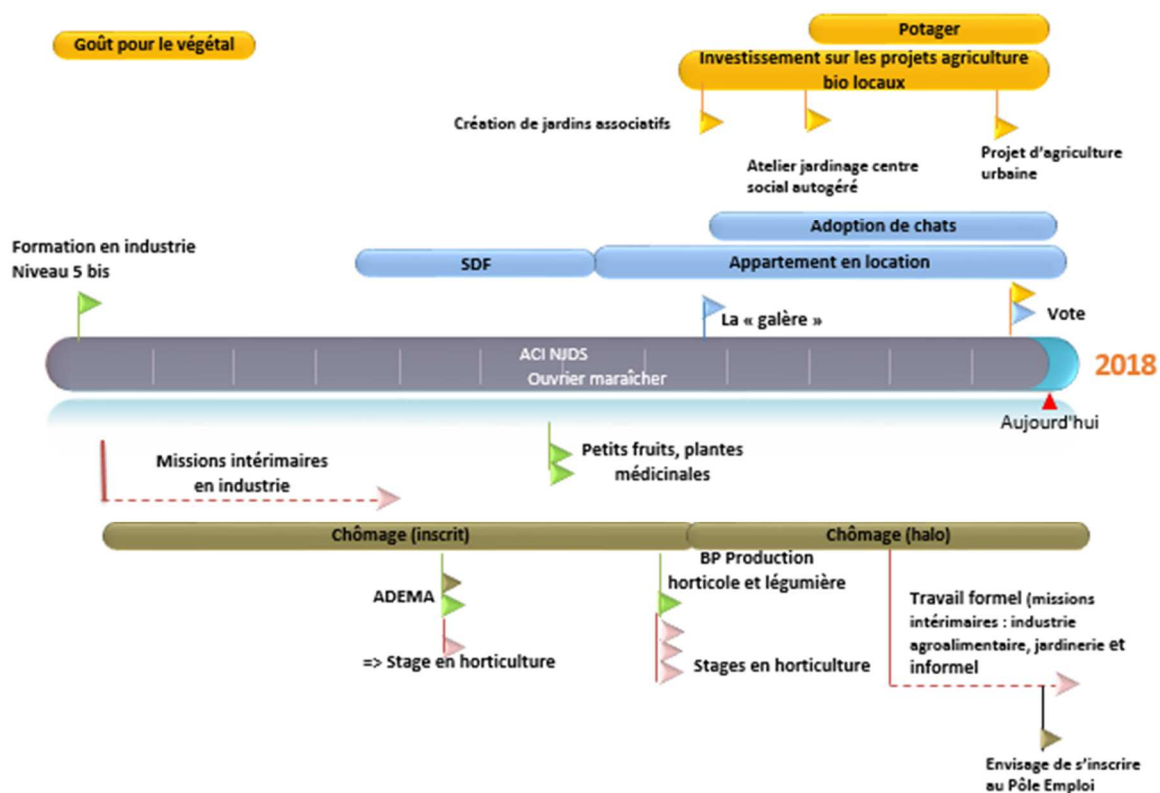 Goût pour le végétal
Potager
Investissement sur les projets agriculture
bio locaux
Création de jardins associatifs
Atelier jardinage centre
social autogéré
Projet d'agriculture
urbaine
Adoption de chats
Formation en industrie
Niveau 5 bis
SDF
Appartement en location
La « galère »
Vote
ACI NJDS
Ouvrier maraîcher
2018
Aujourd'hui
Missions intérimaires
en industrie
Petits fruits, plantes
médicinales
Chômage (inscrit)
Chômage (halo)
ADEMA
=> Stage en horticulture
BP Production
horticole et légumière
Stages en horticulture
Travail formel (missions
intérimaires : industrie
agroalimentaire, jardinerie et
informel
Envisage de s'inscrire
au Pôle Emploi